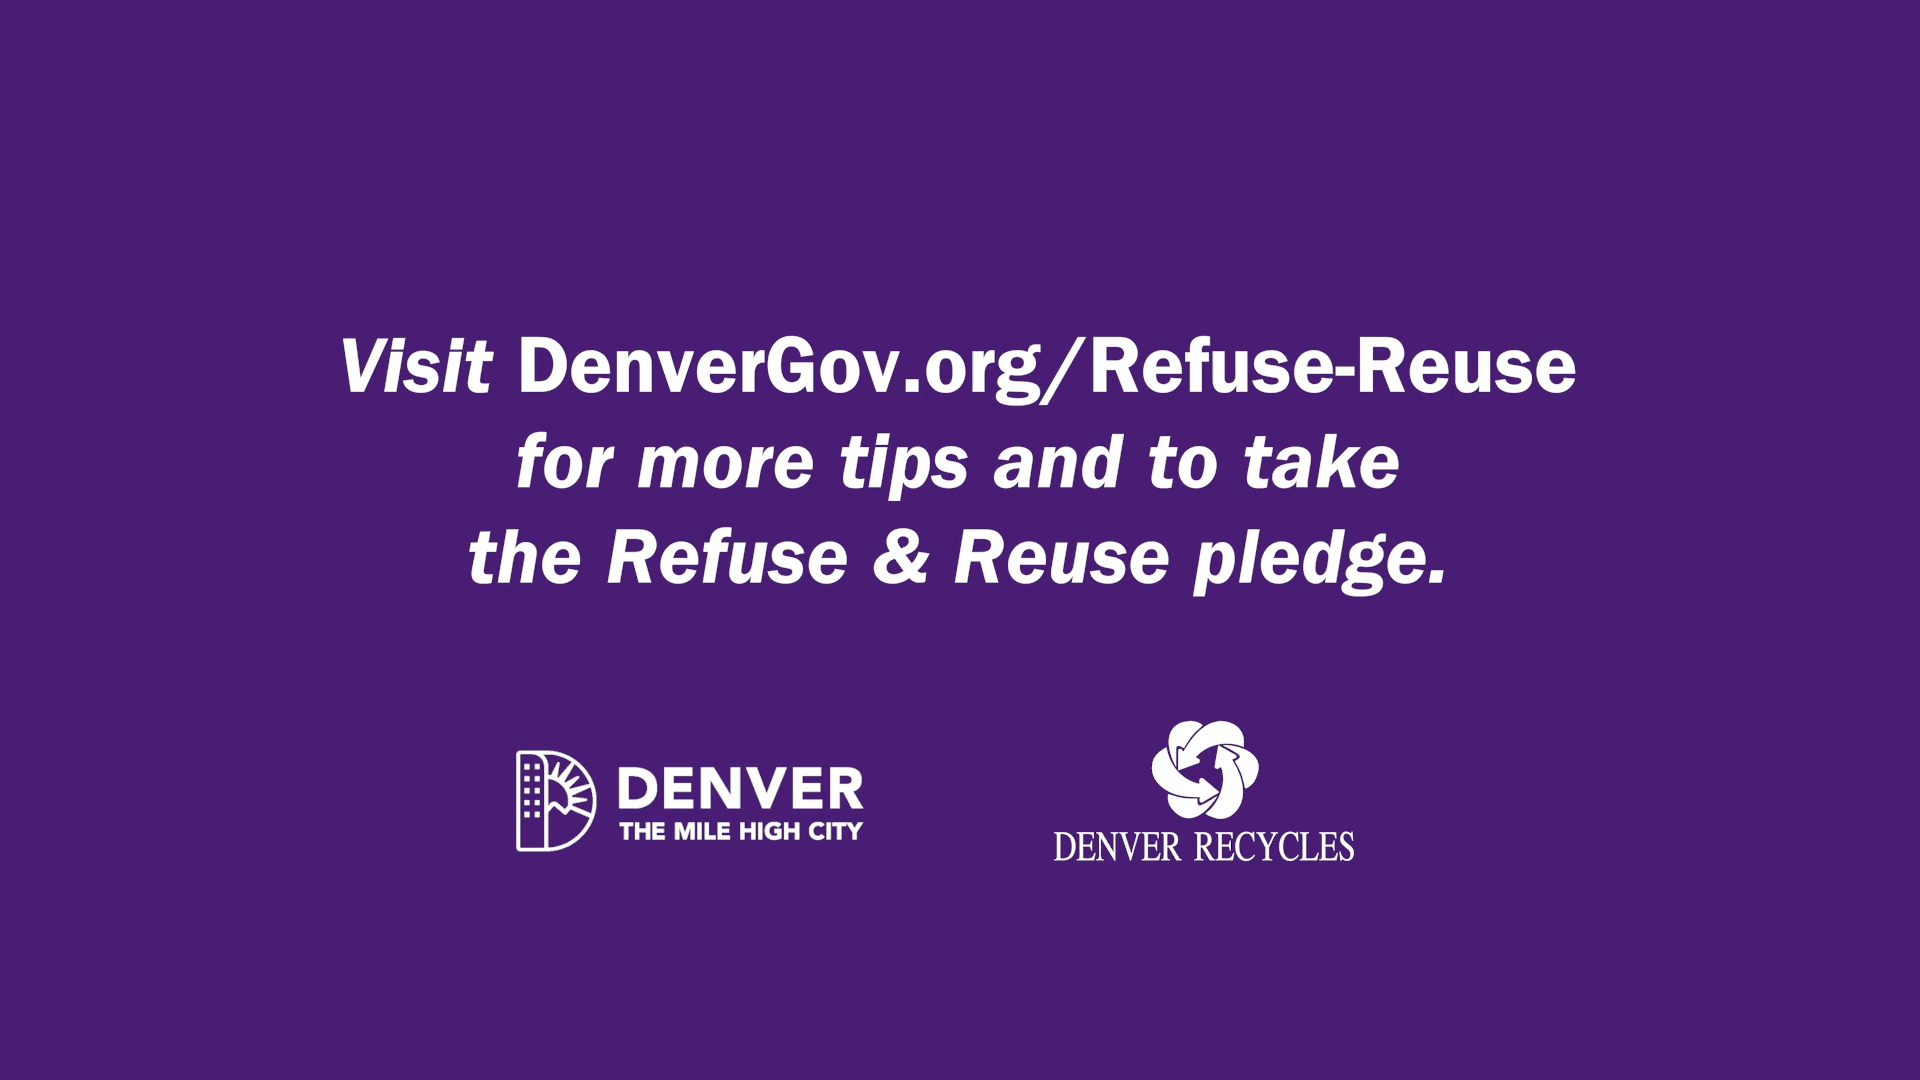 Visit DenverGov.org/Refuse-Reuse
for more tips and to take
the Refuse & Reuse pledge.
DENVER
THE MILE HIGH CITY
DENVER RECYCLES